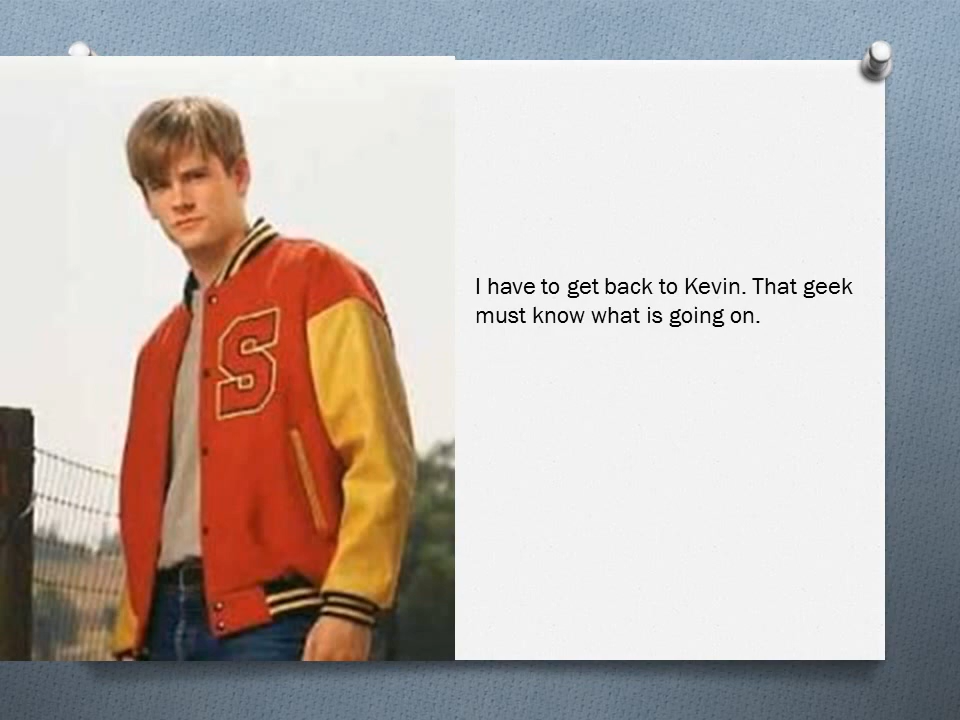 S
I have to get back to Kevin. That geek
must know what is going on.